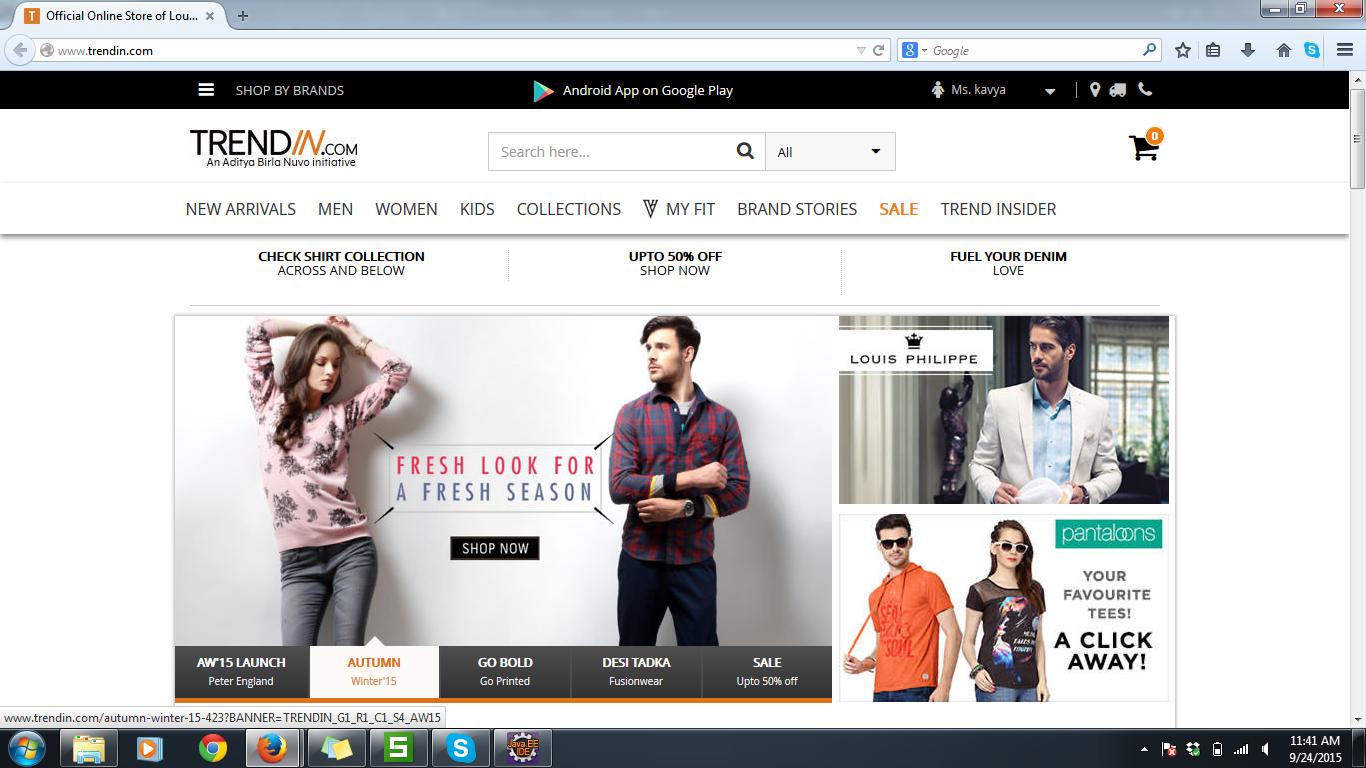 Official Online Store of Lou...
www.trendin.com
Google
SHOP BY BRANDS
Android App on Google Play
Ms. kavya
TRENDIN.COM
An Aditya Birla Nuvo initiative
Search here...
All
0
NEW ARRIVALS MEN WOMEN KIDS COLLECTIONS MY FIT BRAND STORIES SALE TREND INSIDER
CHECK SHIRT COLLECTION
ACROSS AND BELOW
UPTO 50% OFF
SHOP NOW
FUEL YOUR DENIM
LOVE
FRESH LOOK FOR
A FRESH SEASON
SHOP NOW
LOUIS PHILIPPE
pantaloons
YOUR
FAVOURITE
TEES!
A CLICK
AWAY!
AW'15 LAUNCH
Peter England
AUTUMN
Winter'15
GO BOLD
Go Printed
DESI TADKA
Fusionwear
SALE
Upto 50% off
www.trendin.com/autumn-winter-15-423?BANNER=TRENDIN_G1_R1_C1_S4_AW15
Java EE
IDE
11:41 AM
9/24/2015